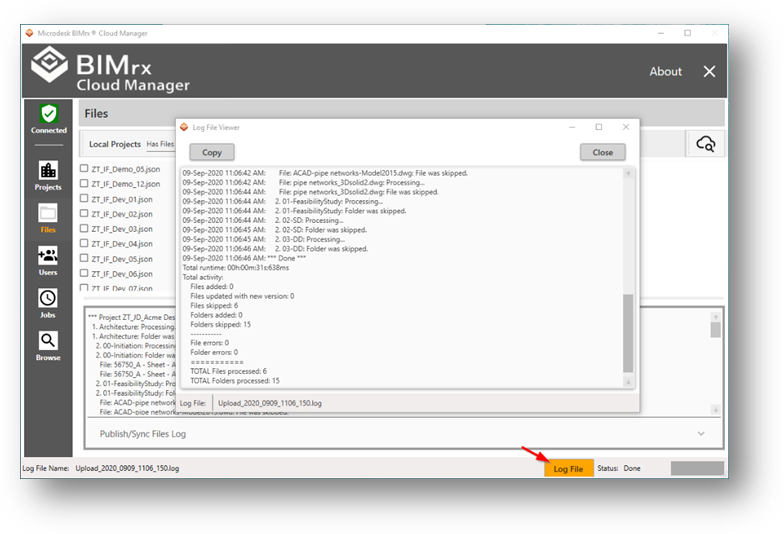 Microdesk BIMrx® Cloud Manager
BIMrx
Cloud Manager
About
Connected
Projects
Files
Users
Jobs
Browse
Files
Local Projects Has Files
ZT_IF_Demo_05.json
ZT_IF_Demo_12.json
ZT_IF_Dev_01.json
ZT_IF_Dev_02.json
ZT_IF_Dev_03.json
ZT_IF_Dev_04.json
ZT_IF_Dev_05.json
ZT_IF_Dev_06.json
ZT_IF_Dev_07.json
Log File Viewer
Copy
Close
09-Sep-2020 11:06:42 AM: File: ACAD-pipe networks-Model2015.dwg: File was skipped.
09-Sep-2020 11:06:42 AM: File: pipe networks_3Dsolid2.dwg: Processing...
09-Sep-2020 11:06:44 AM: File: pipe networks_3Dsolid2.dwg: File was skipped.
09-Sep-2020 11:06:44 AM: 2. 01-FeasibilityStudy: Processing...
09-Sep-2020 11:06:44 AM: 2. 01-FeasibilityStudy: Folder was skipped.
09-Sep-2020 11:06:45 AM: 2. 02-SD: Processing...
09-Sep-2020 11:06:45 AM: 2. 02-SD: Folder was skipped.
09-Sep-2020 11:06:45 AM: 2. 03-DD: Processing...
09-Sep-2020 11:06:46 AM: 2. 03-DD: Folder was skipped.
09-Sep-2020 11:06:46 AM: *** Done ***
Total runtime: 00h:00m:31s:638ms
Total activity:
Files added: 0
Files updated with new version: 0
Files skipped: 6
Folders added: 0
Folders skipped: 15
-----------
File errors: 0
Folder errors: 0
===========
TOTAL Files processed: 6
TOTAL Folders processed: 15
Log File: Upload_2020_0909_1106_150.log
*** Project ZT_JD_Acme Des
1. Architecture: Processing.
1. Architecture: Folder was
2. 00-Initiation: Processin
2. 00-Initiation: Folder wa
File: 56750_A - Sheet - A
File: 56750_A - Sheet - A
2. 01-FeasibilityStudy: Pro
2. 01-FeasibilityStudy: Fol
File: ACAD-pipe network
File: ACAD-pipe networks-Model2015.dwg: File was skipped.
Publish/Sync Files Log
Log File Name: Upload_2020_0909_1106_150.log
Log File
Status: Done